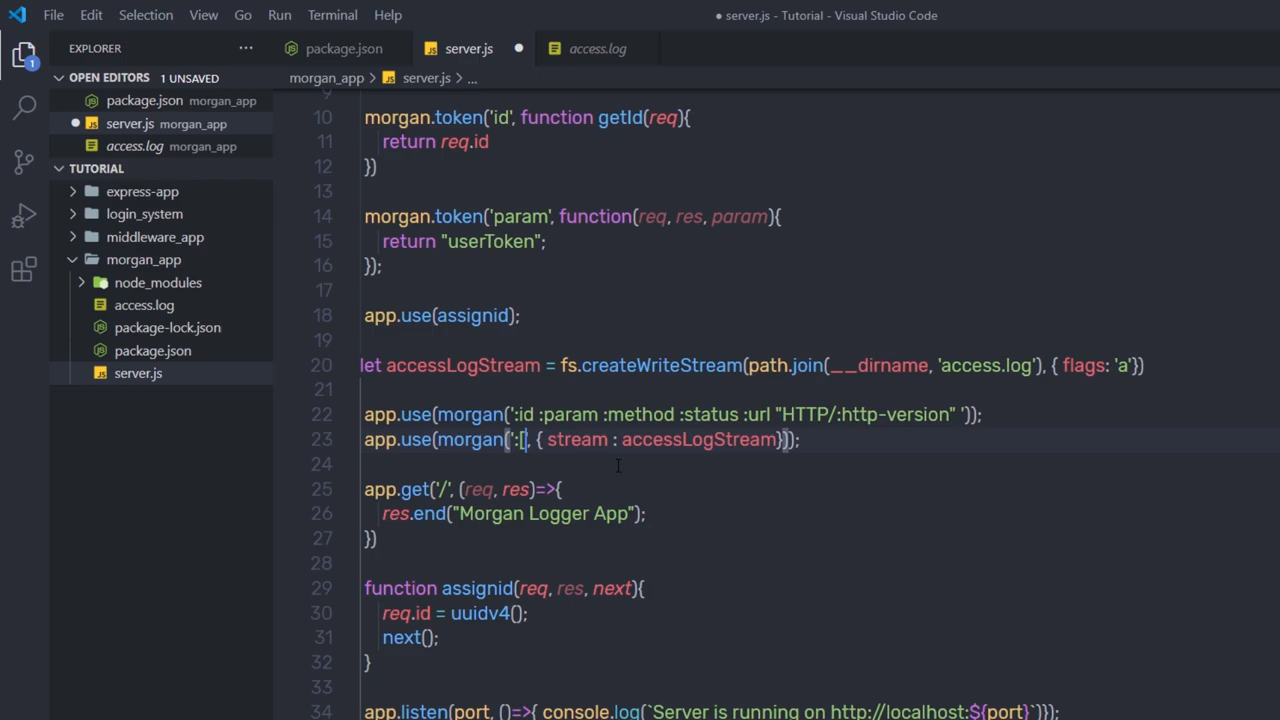 File Edit Selection View Go Run Terminal Help
● server.js - Tutorial - Visual Studio Code
EXPLORER ···
package.json
server.js
access.log
1
OPEN EDITORS 1 UNSAVED
package.json morgan_app
server.js morgan_app
access.log morgan_app
TUTORIAL
express-app
login_system
middleware_app
morgan_app
node_modules
access.log
package-lock.json
package.json
server.js
morgan_app > server.js > ...
9
10 morgan.token('id', function getId(req){
11 return req.id
12 })
13
14 morgan.token('param', function(req, res, param){
15 return "userToken";
16 });
17
18 app.use(assignid);
19
20 let accessLogStream = fs.createWriteStream(path.join(__dirname, 'access.log'), { flags: 'a'})
21
22 app.use(morgan(':id :param :method :status :url "HTTP/:http-version" '));
23 app.use(morgan(':[, { stream : accessLogStream}));
24
25 app.get('/', (req, res)=>{
26 res.end("Morgan Logger App");
27 })
28
29 function assignid(req, res, next){
30 req.id = uuidv4();
31 next();
32 }
33
34 app.listen(port, ()=>{ console.log(`Server is running on http://localhost:${port}`)});